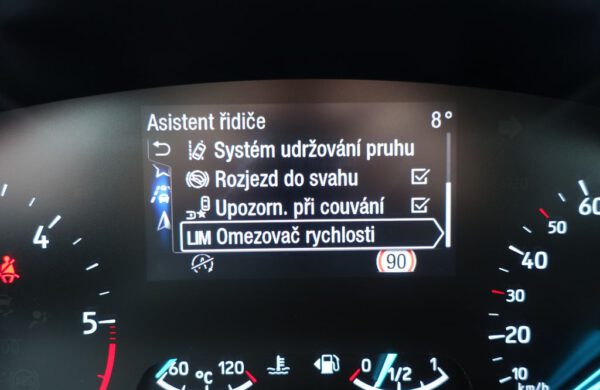 Asistent řidiče 8°
Systém udržování pruhu
Rozjezd do svahu
Upozorn. při couvání
LIM Omezovač rychlosti
90
4
5
60 °C 120
0 1/2 1
60
50
40
30
20
10
km/h